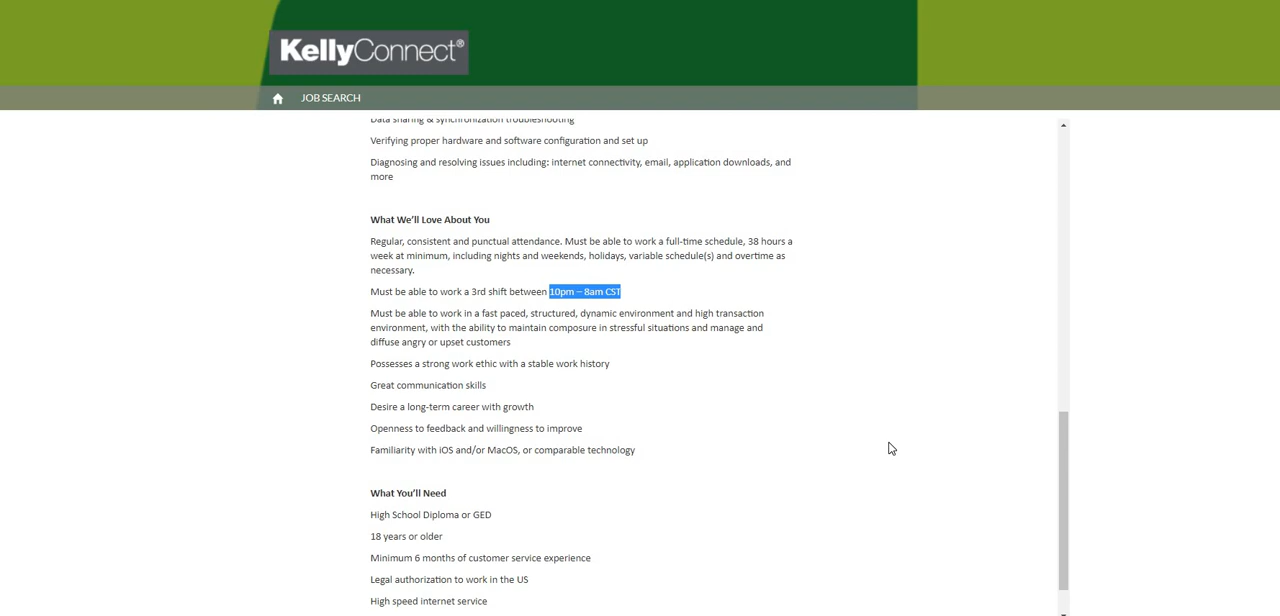 KellyConnect®
JOB SEARCH
Data sharing & synchronization troubleshooting
Verifying proper hardware and software configuration and set up
Diagnosing and resolving issues including: internet connectivity, email, application downloads, and
more
What We'll Love About You
Regular, consistent and punctual attendance. Must be able to work a full-time schedule, 38 hours a
week at minimum, including nights and weekends, holidays, variable schedule(s) and overtime as
necessary.
Must be able to work a 3rd shift between 10pm – 8am CST
Must be able to work in a fast paced, structured, dynamic environment and high transaction
environment, with the ability to maintain composure in stressful situations and manage and
diffuse angry or upset customers
Possesses a strong work ethic with a stable work history
Great communication skills
Desire a long-term career with growth
Openness to feedback and willingness to improve
Familiarity with iOS and/or MacOS, or comparable technology
What You'll Need
High School Diploma or GED
18 years or older
Minimum 6 months of customer service experience
Legal authorization to work in the US
High speed internet service